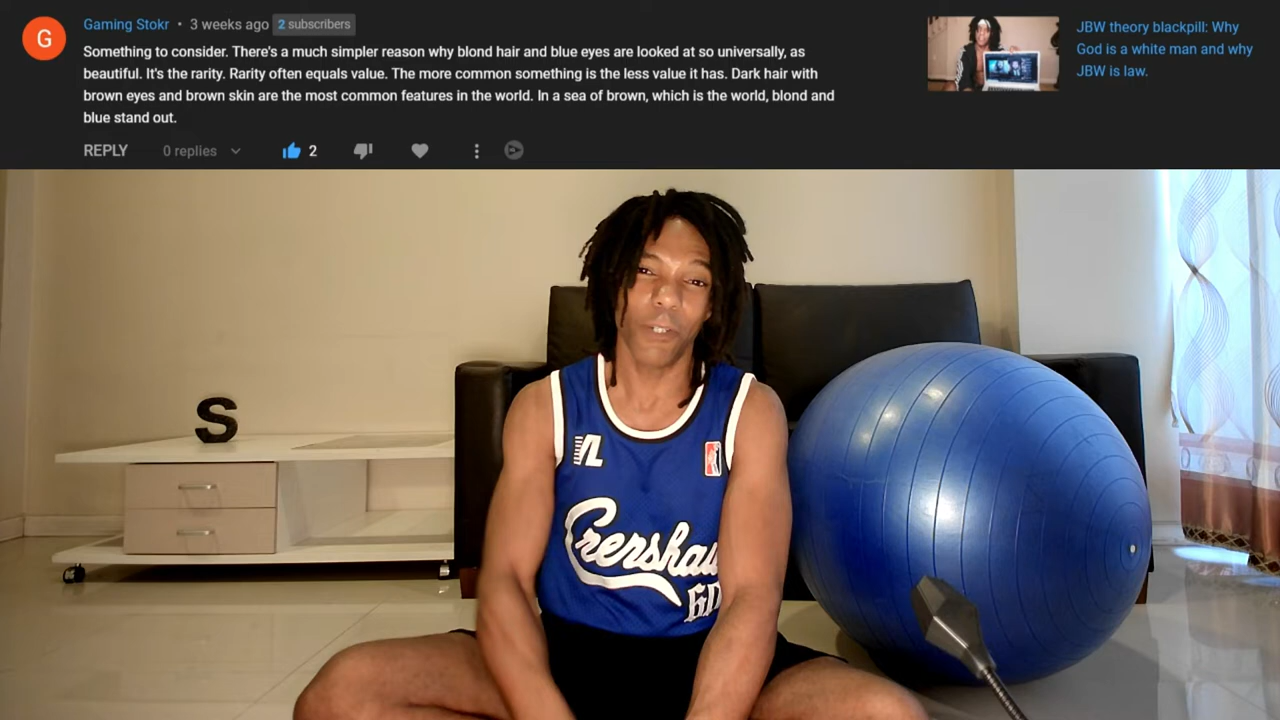 G
Gaming Stokr • 3 weeks ago 2 subscribers
Something to consider. There's a much simpler reason why blond hair and blue eyes are looked at so universally, as
beautiful. It's the rarity. Rarity often equals value. The more common something is the less value it has. Dark hair with
brown eyes and brown skin are the most common features in the world. In a sea of brown, which is the world, blond and
blue stand out.
REPLY 0 replies 2
JBW theory blackpill: Why
God is a white man and why
JBW is law.
S
Crenshaw
60